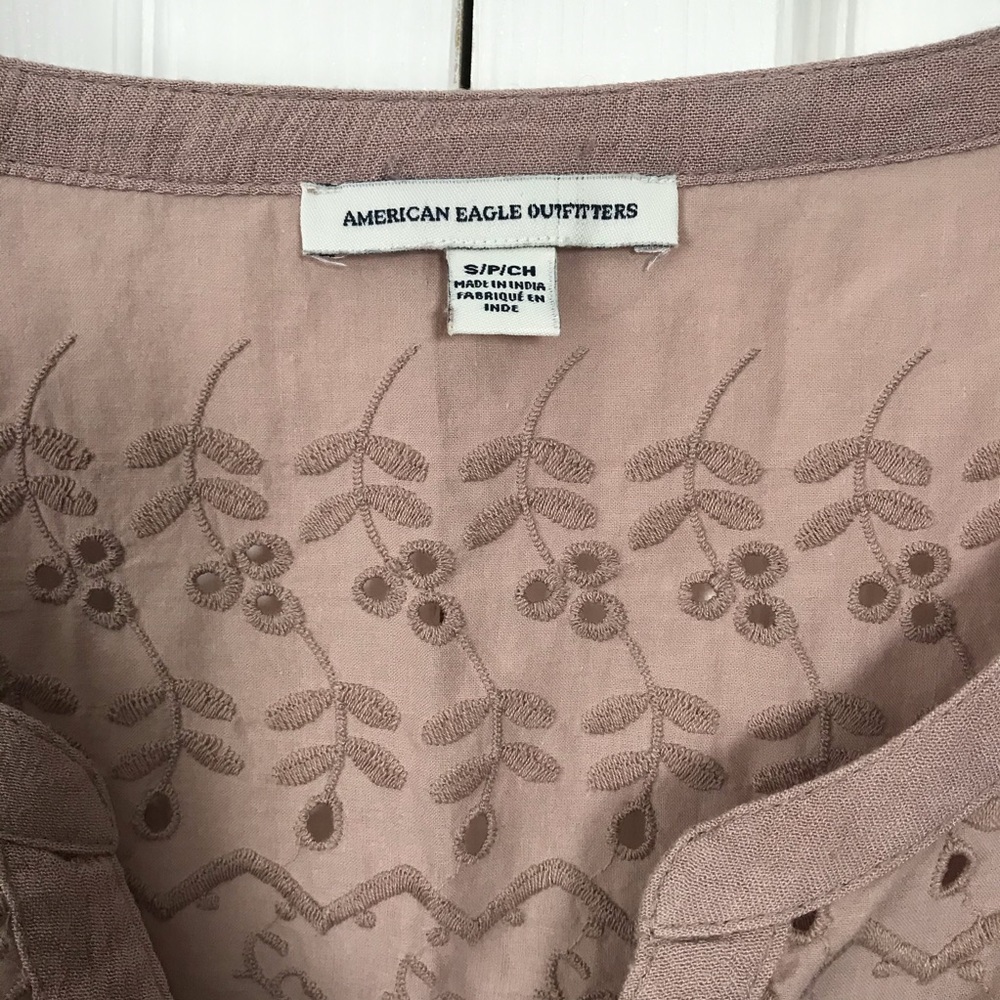 AMERICAN EAGLE OUTFITTERS
S/P/CH
MADE IN INDIA
FABRIQUÉ EN
INDE